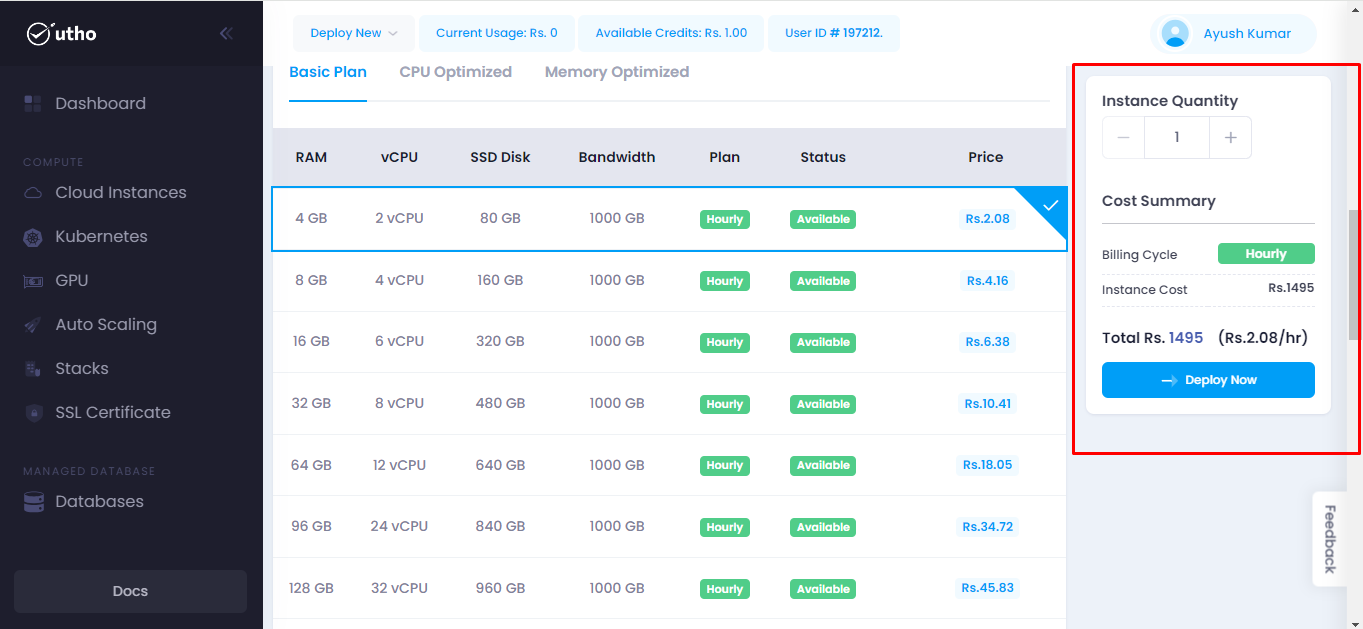 utho
Deploy New
Current Usage: Rs. 0
Available Credits: Rs. 1.00
User ID # 197212.
Ayush Kumar
Dashboard
COMPUTE
Cloud Instances
Kubernetes
GPU
Auto Scaling
Stacks
SSL Certificate
MANAGED DATABASE
Databases
Docs
Basic Plan CPU Optimized Memory Optimized
RAM vCPU SSD Disk Bandwidth Plan Status Price
4 GB 2 vCPU 80 GB 1000 GB Hourly Available Rs.2.08
8 GB 4 vCPU 160 GB 1000 GB Hourly Available Rs.4.16
16 GB 6 vCPU 320 GB 1000 GB Hourly Available Rs.6.38
32 GB 8 vCPU 480 GB 1000 GB Hourly Available Rs.10.41
64 GB 12 vCPU 640 GB 1000 GB Hourly Available Rs.18.05
96 GB 24 vCPU 840 GB 1000 GB Hourly Available Rs.34.72
128 GB 32 vCPU 960 GB 1000 GB Hourly Available Rs.45.83
Instance Quantity
− 1 +
Cost Summary
Billing Cycle Hourly
Instance Cost Rs.1495
Total Rs. 1495 (Rs.2.08/hr)
Deploy Now
Feedback